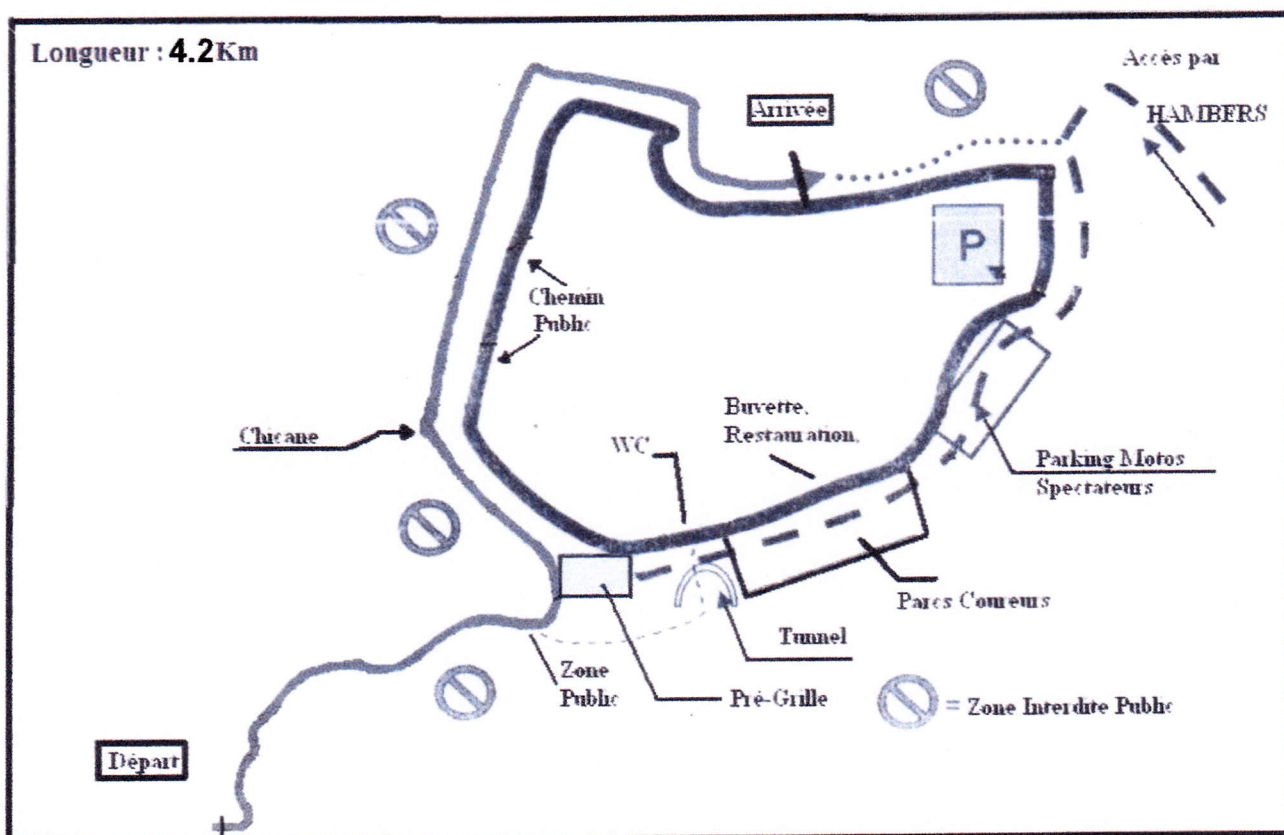 Longueur : 4.2Km
Accès par
HAMBERS
Arrivée
P
Chemin
Public
Chicane
WC
Buvette,
Restauration,
Parking Motos
Spectateurs
Parcs Coureurs
Tunnel
Zone
Public
Pré-Grille
= Zone Interdite Public
Départ